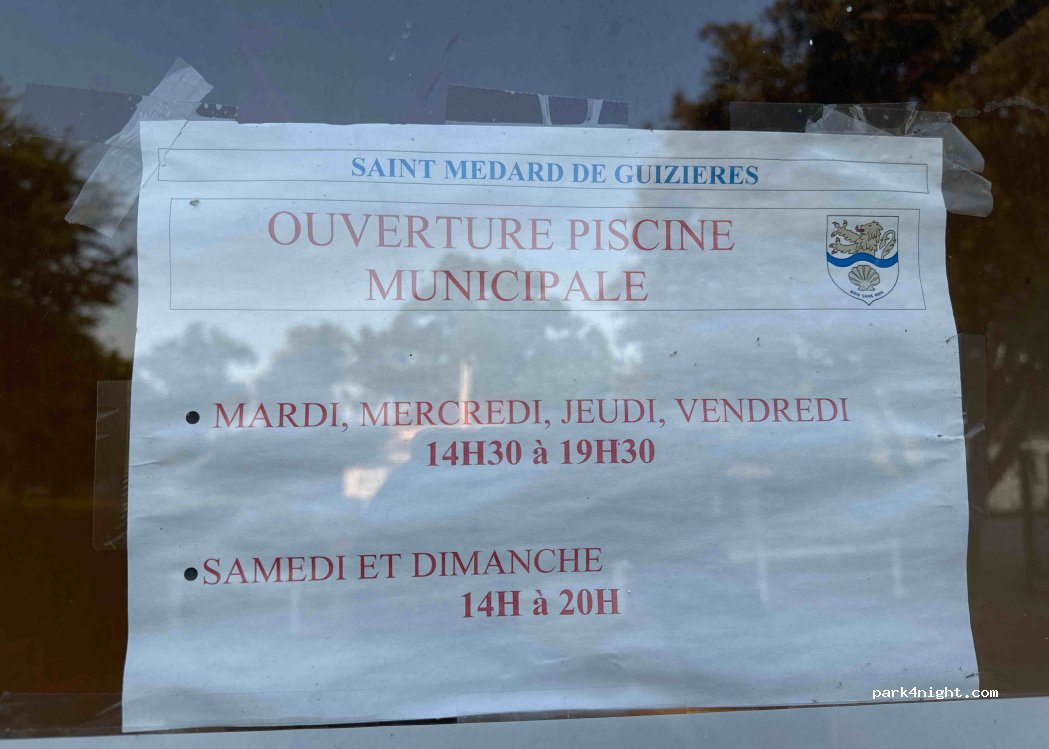 SAINT MEDARD DE GUIZIERES
OUVERTURE PISCINE
MUNICIPALE
• MARDI, MERCREDI, JEUDI, VENDREDI
14H30 à 19H30
• SAMEDI ET DIMANCHE
14H à 20H
park4night.com